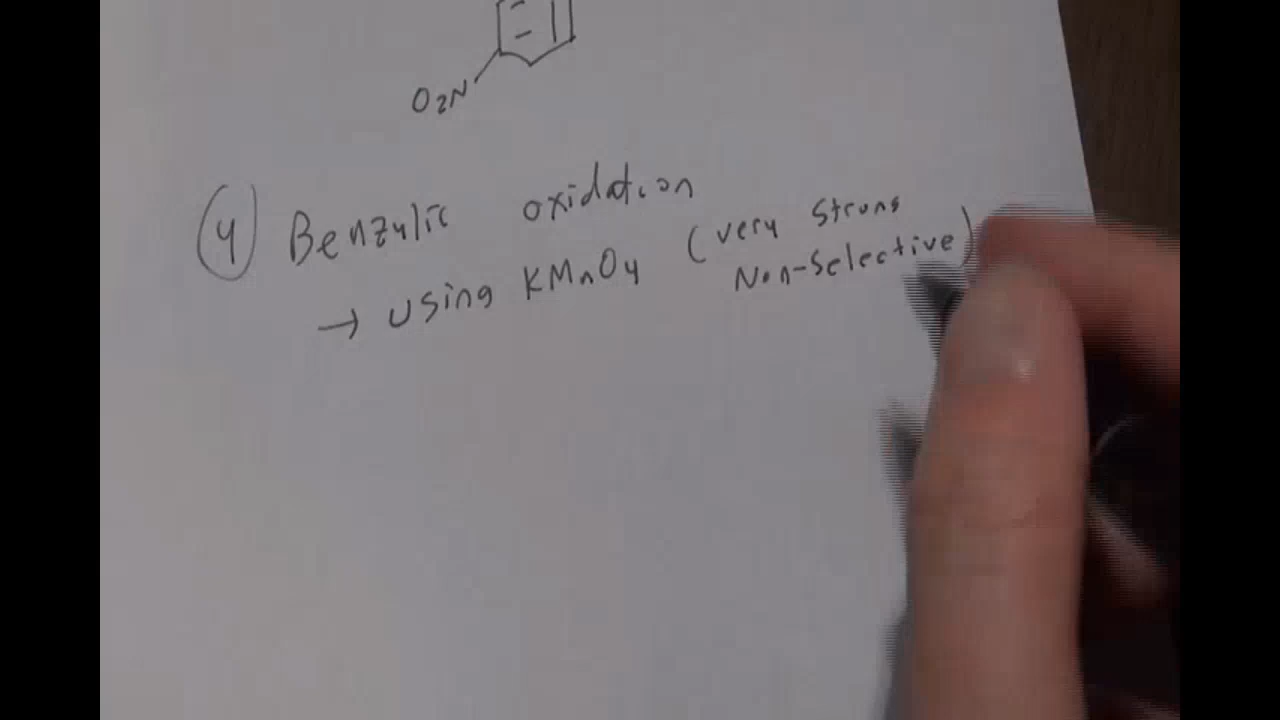 O2N
(4) Benzylic oxidation
→ using KMnO4 (very strong
Non-selective)